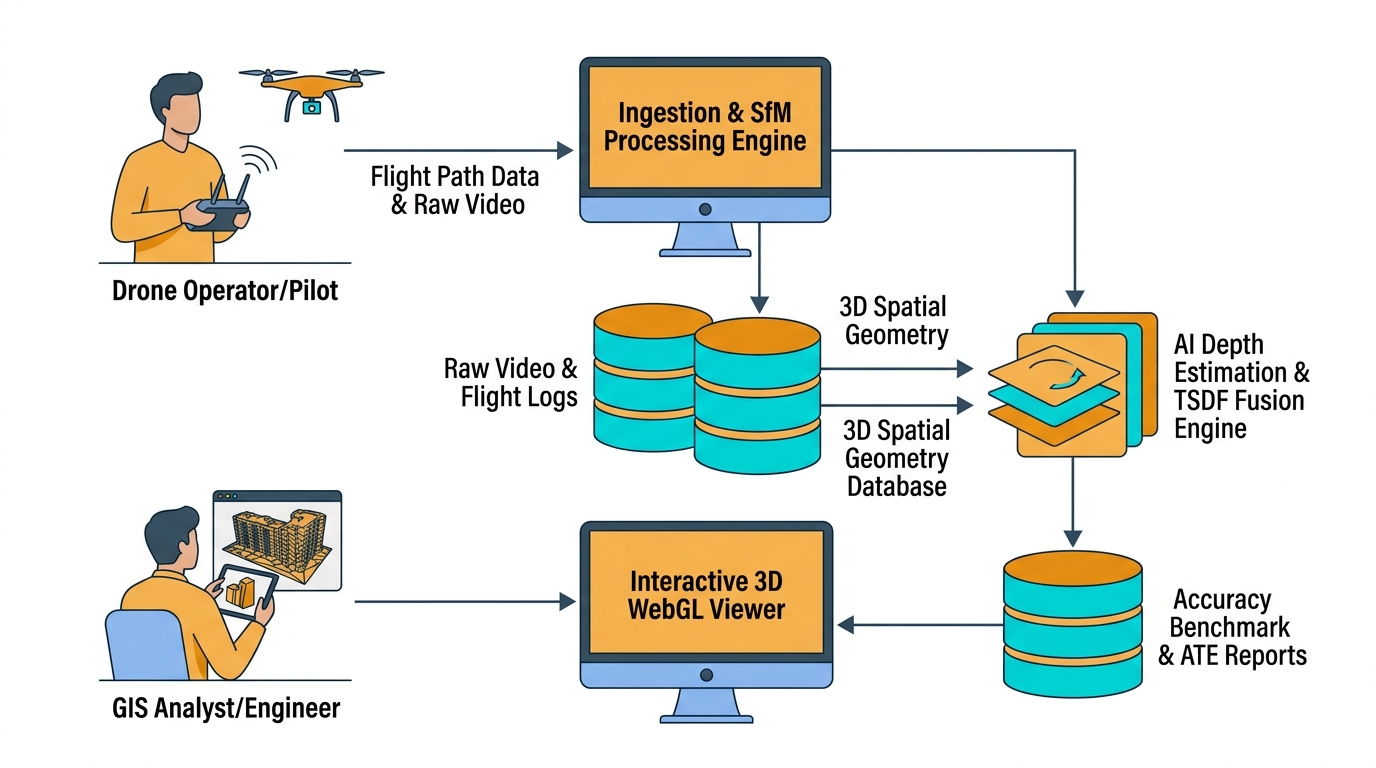 Ingestion & SfM
Processing Engine
Flight Path Data
& Raw Video
Drone Operator/Pilot
3D Spatial
Geometry
Raw Video &
Flight Logs
AI Depth
Estimation &
TSDF Fusion
Engine
3D Spatial
Geometry
Database
Interactive 3D
WebGL Viewer
Accuracy
Benchmark
& ATE Reports
GIS Analyst/Engineer